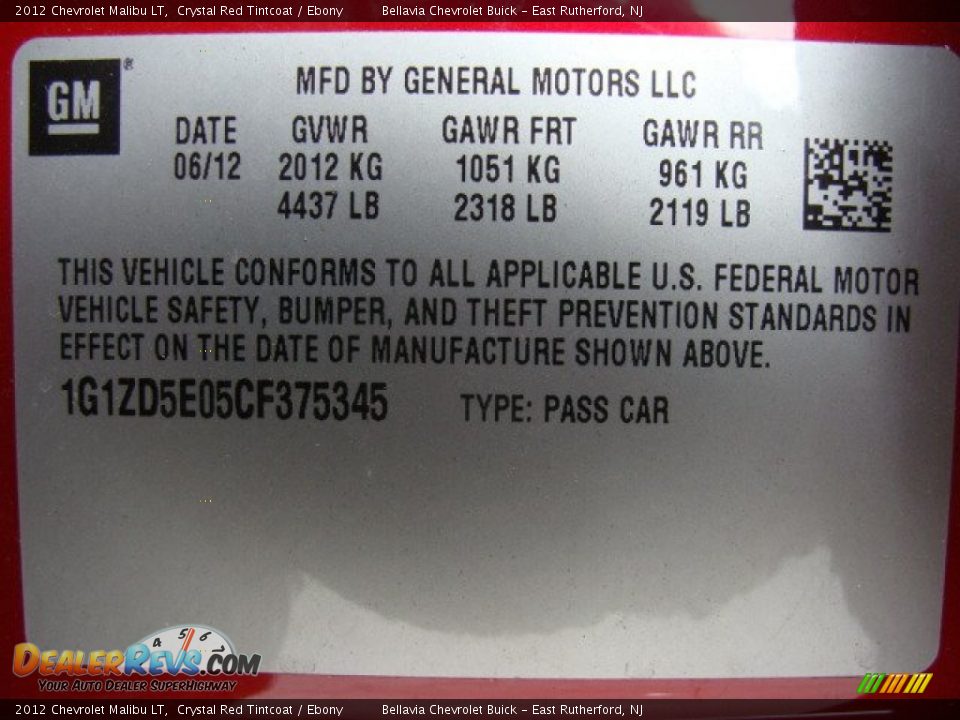 2012 Chevrolet Malibu LT,  Crystal Red Tintcoat / Ebony        Bellavia Chevrolet Buick - East Rutherford, NJ
GM®
MFD BY GENERAL MOTORS LLC
DATE GVWR GAWR FRT GAWR RR
06/12 2012 KG 1051 KG 961 KG
4437 LB 2318 LB 2119 LB
THIS VEHICLE CONFORMS TO ALL APPLICABLE U.S. FEDERAL MOTOR
VEHICLE SAFETY, BUMPER, AND THEFT PREVENTION STANDARDS IN
EFFECT ON THE DATE OF MANUFACTURE SHOWN ABOVE.
1G1ZD5E05CF375345 TYPE: PASS CAR
4 5 6 7
DEALERREVS.COM
YOUR AUTO DEALER SUPERHIGHWAY
2012 Chevrolet Malibu LT,  Crystal Red Tintcoat / Ebony        Bellavia Chevrolet Buick - East Rutherford, NJ